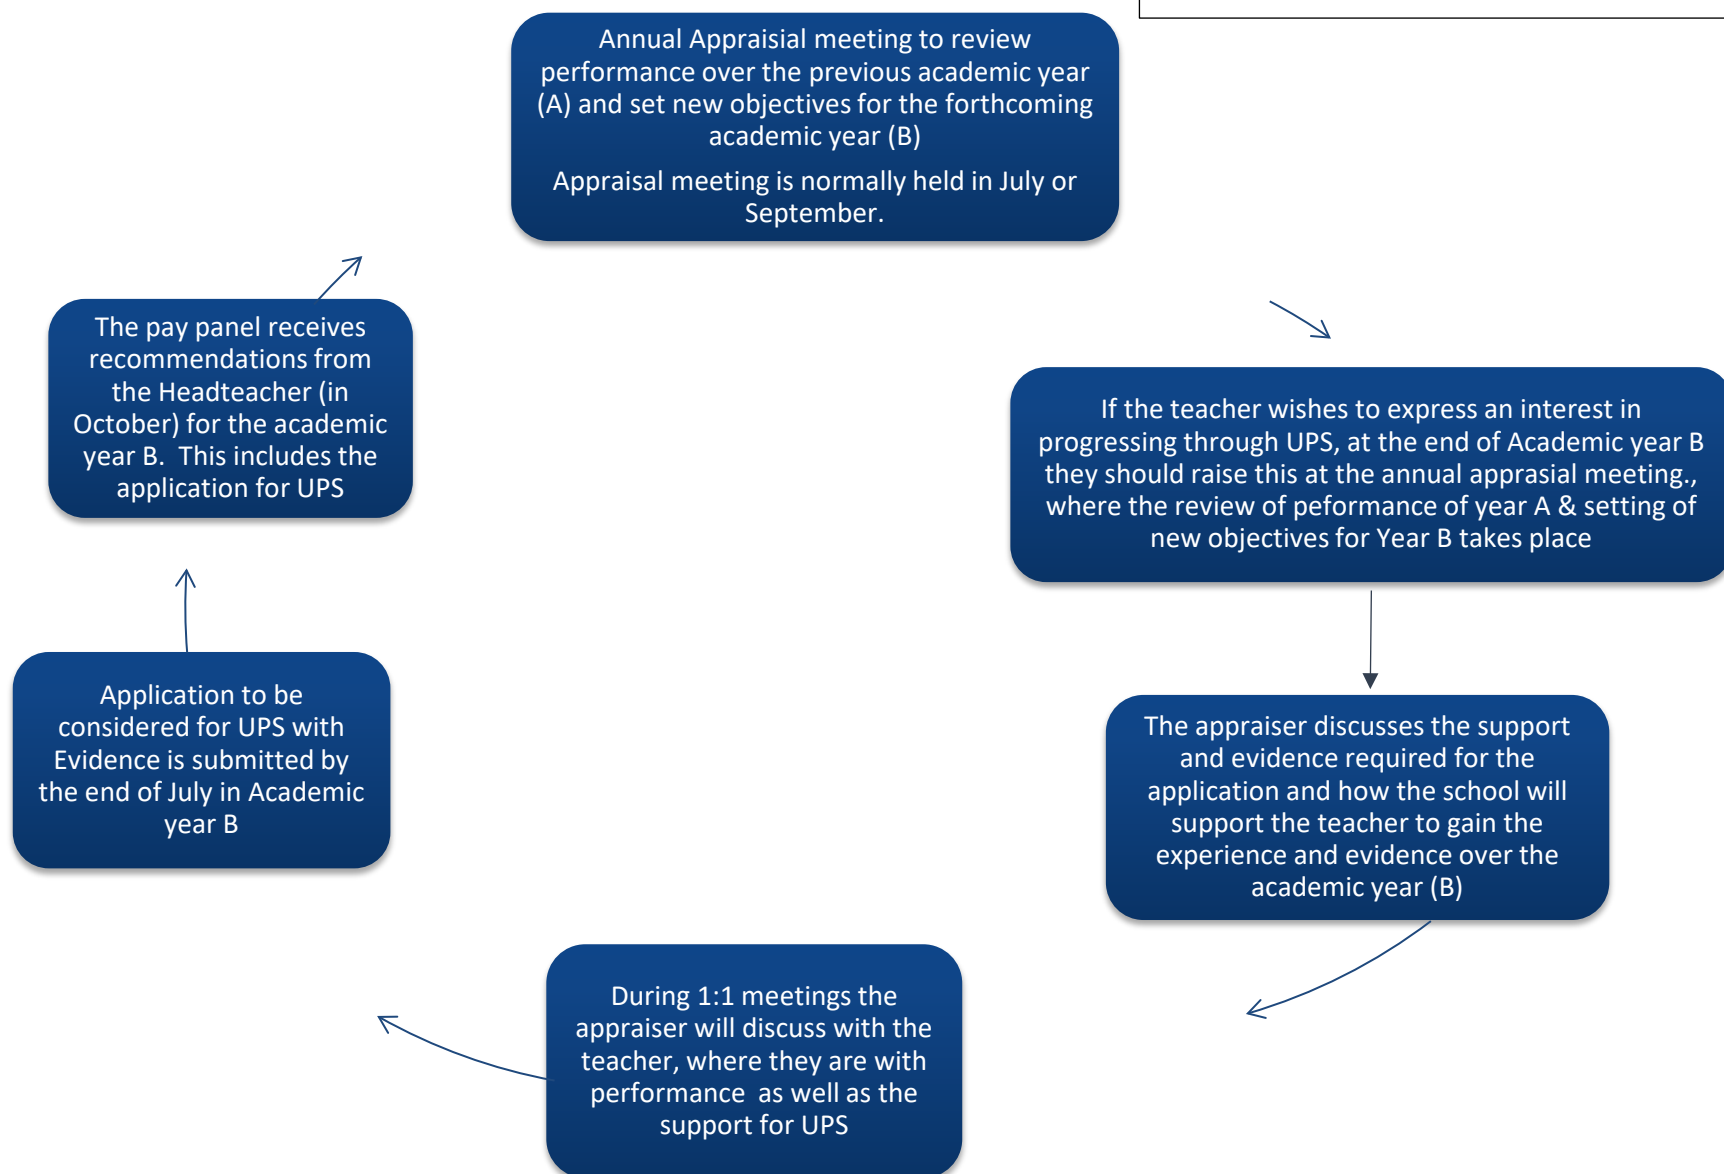 Annual Appraisial meeting to review
performance over the previous academic year
(A) and set new objectives for the forthcoming
academic year (B)
Appraisal meeting is normally held in July or
September.
If the teacher wishes to express an interest in
progressing through UPS, at the end of Academic year B
they should raise this at the annual apprasial meeting.,
where the review of peformance of year A & setting of
new objectives for Year B takes place
The appraiser discusses the support
and evidence required for the
application and how the school will
support the teacher to gain the
experience and evidence over the
academic year (B)
During 1:1 meetings the
appraiser will discuss with the
teacher, where they are with
performance as well as the
support for UPS
Application to be
considered for UPS with
Evidence is submitted by
the end of July in Academic
year B
The pay panel receives
recommendations from
the Headteacher (in
October) for the academic
year B. This includes the
application for UPS